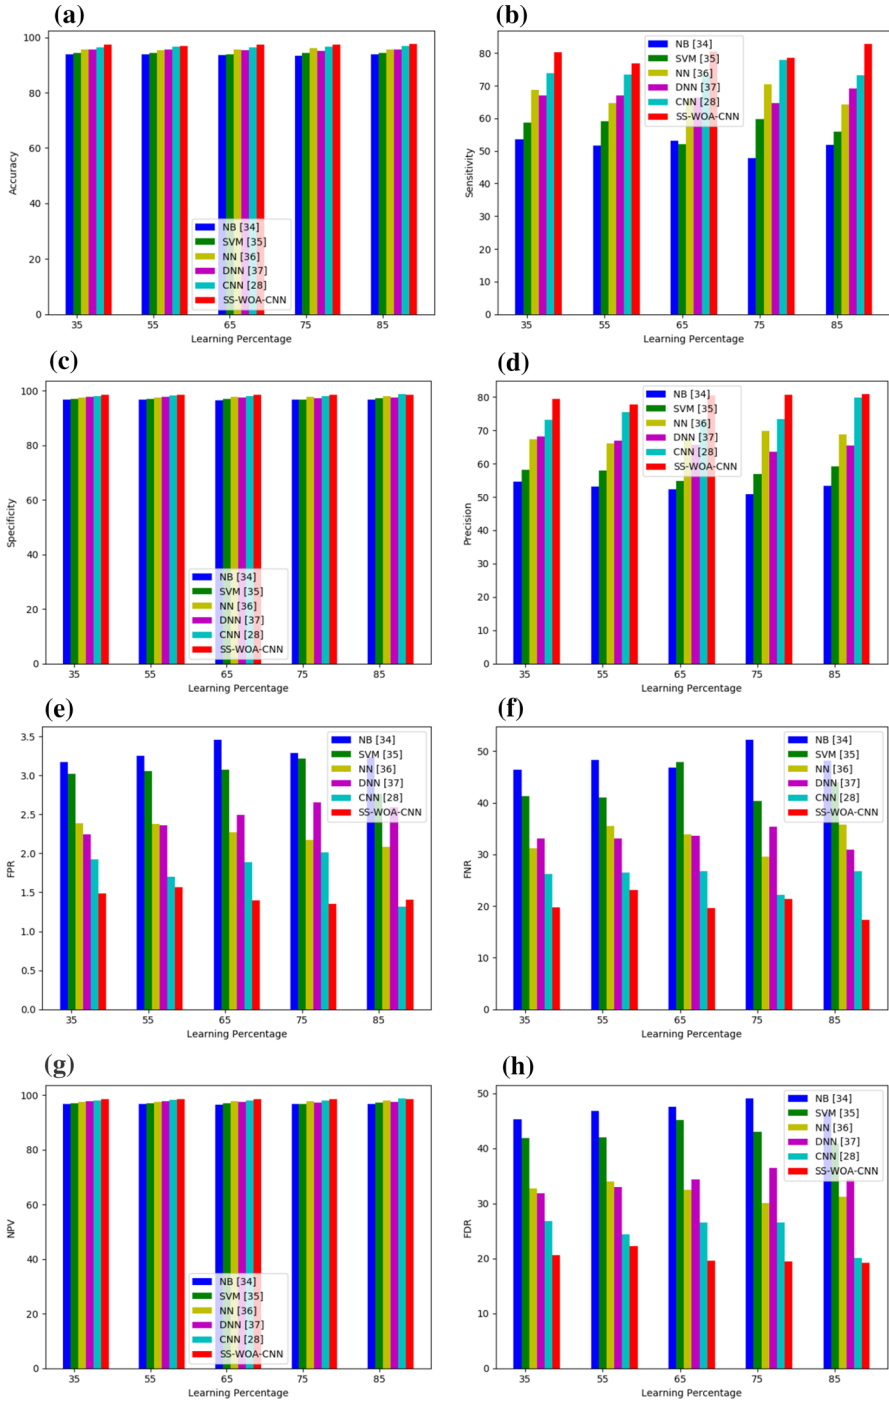 (a)
100
80
60
40
20
0
Accuracy
NB [34]
SVM [35]
NN [36]
DNN [37]
CNN [28]
SS-WOA-CNN
35 55 65 75 85
Learning Percentage
(b)
80
70
60
50
40
30
20
10
0
Sensitivity
NB [34]
SVM [35]
NN [36]
DNN [37]
CNN [28]
SS-WOA-CNN
35 55 65 75 85
Learning Percentage
(c)
100
80
60
40
20
0
Specificity
NB [34]
SVM [35]
NN [36]
DNN [37]
CNN [28]
SS-WOA-CNN
35 55 65 75 85
Learning Percentage
(d)
80
70
60
50
40
30
20
10
0
Precision
NB [34]
SVM [35]
NN [36]
DNN [37]
CNN [28]
SS-WOA-CNN
35 55 65 75 85
Learning Percentage
(e)
3.5
3.0
2.5
2.0
1.5
1.0
0.5
0.0
FPR
NB [34]
SVM [35]
NN [36]
DNN [37]
CNN [28]
SS-WOA-CNN
35 55 65 75 85
Learning Percentage
(f)
50
40
30
20
10
0
FNR
NB [34]
SVM [35]
NN [36]
DNN [37]
CNN [28]
SS-WOA-CNN
35 55 65 75 85
Learning Percentage
(g)
100
80
60
40
20
0
NPV
NB [34]
SVM [35]
NN [36]
DNN [37]
CNN [28]
SS-WOA-CNN
35 55 65 75 85
Learning Percentage
(h)
50
40
30
20
10
0
FDR
NB [34]
SVM [35]
NN [36]
DNN [37]
CNN [28]
SS-WOA-CNN
35 55 65 75 85
Learning Percentage